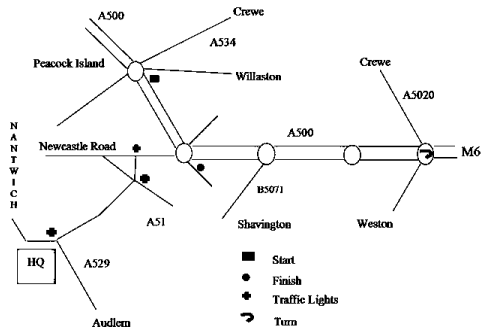 A500
Crewe
A534
Peacock Island
Willaston
Crewe
A5020
NANTWICH
Newcastle Road
A500
M6
B5071
A51
Shavington
Weston
HQ
A529
Start
Finish
Traffic Lights
Turn
Audlem